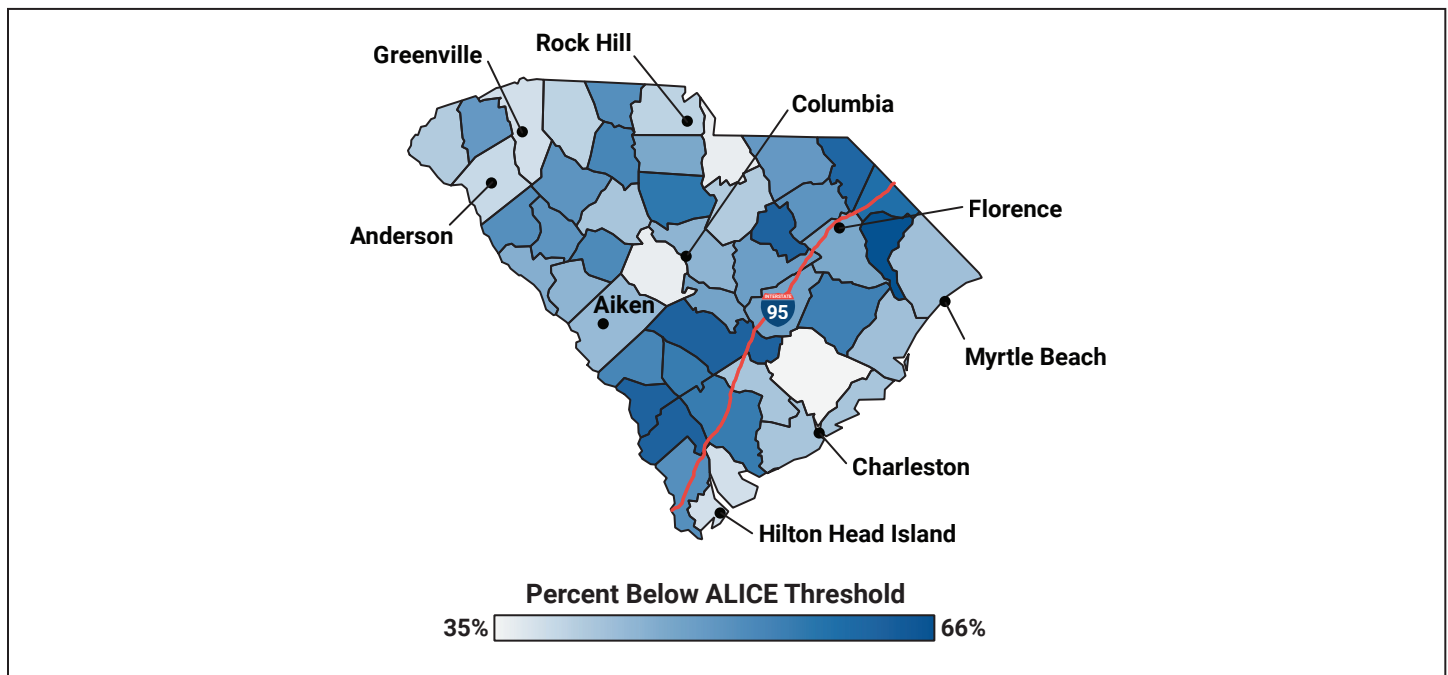 Rock Hill
Greenville
Columbia
Florence
Anderson
Aiken
INTERSTATE
95
Myrtle Beach
Charleston
Hilton Head Island
Percent Below ALICE Threshold
35%
66%